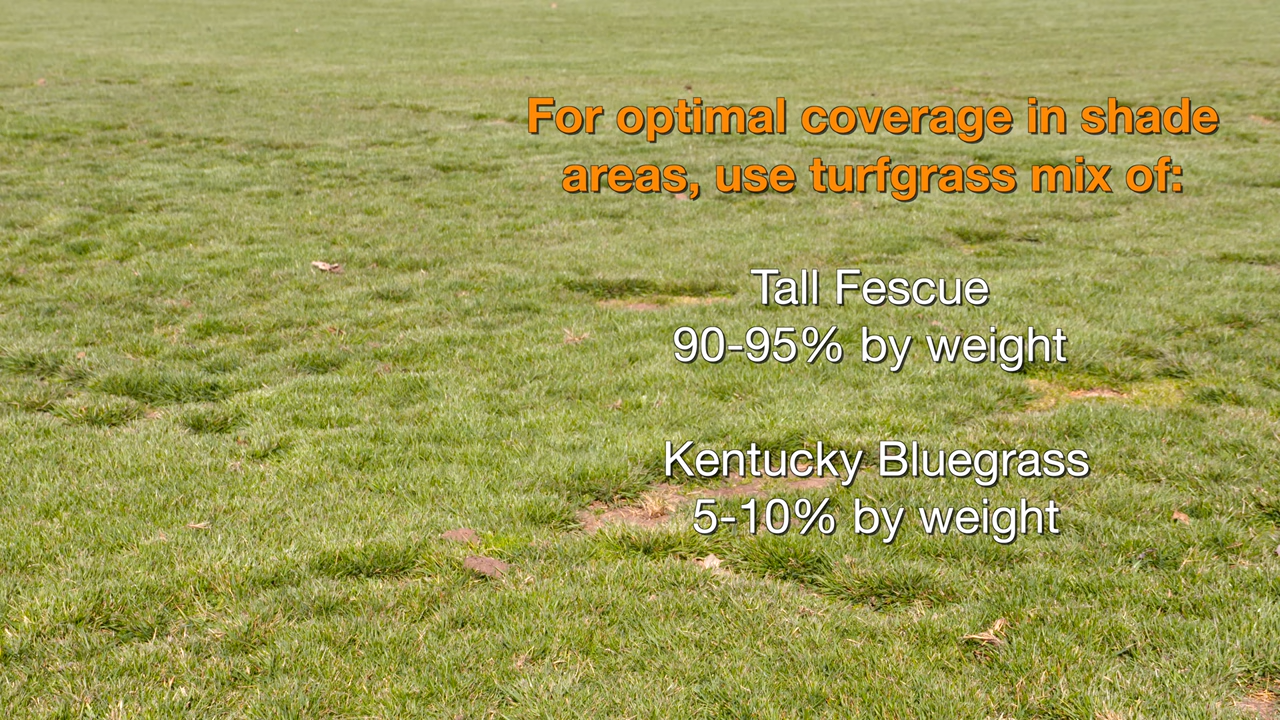 For optimal coverage in shade
areas, use turfgrass mix of:
Tall Fescue
90-95% by weight
Kentucky Bluegrass
5-10% by weight